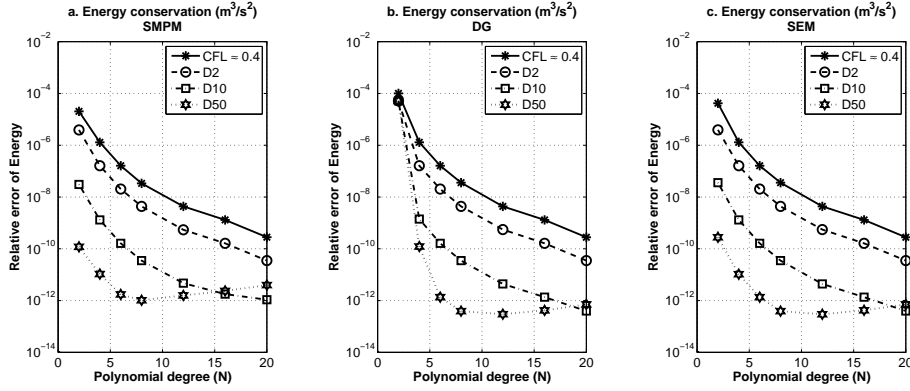 a. Energy conservation (m³/s²)
SMPM
Relative error of Energy
10⁻²
10⁻⁴
10⁻⁶
10⁻⁸
10⁻¹⁰
10⁻¹²
10⁻¹⁴
CFL ≈ 0.4
D2
D10
D50
0 5 10 15 20
Polynomial degree (N)
b. Energy conservation (m³/s²)
DG
Relative error of Energy
10⁻²
10⁻⁴
10⁻⁶
10⁻⁸
10⁻¹⁰
10⁻¹²
10⁻¹⁴
CFL ≈ 0.4
D2
D10
D50
0 5 10 15 20
Polynomial degree (N)
c. Energy conservation (m³/s²)
SEM
Relative error of Energy
10⁻²
10⁻⁴
10⁻⁶
10⁻⁸
10⁻¹⁰
10⁻¹²
10⁻¹⁴
CFL ≈ 0.4
D2
D10
D50
0 5 10 15 20
Polynomial degree (N)